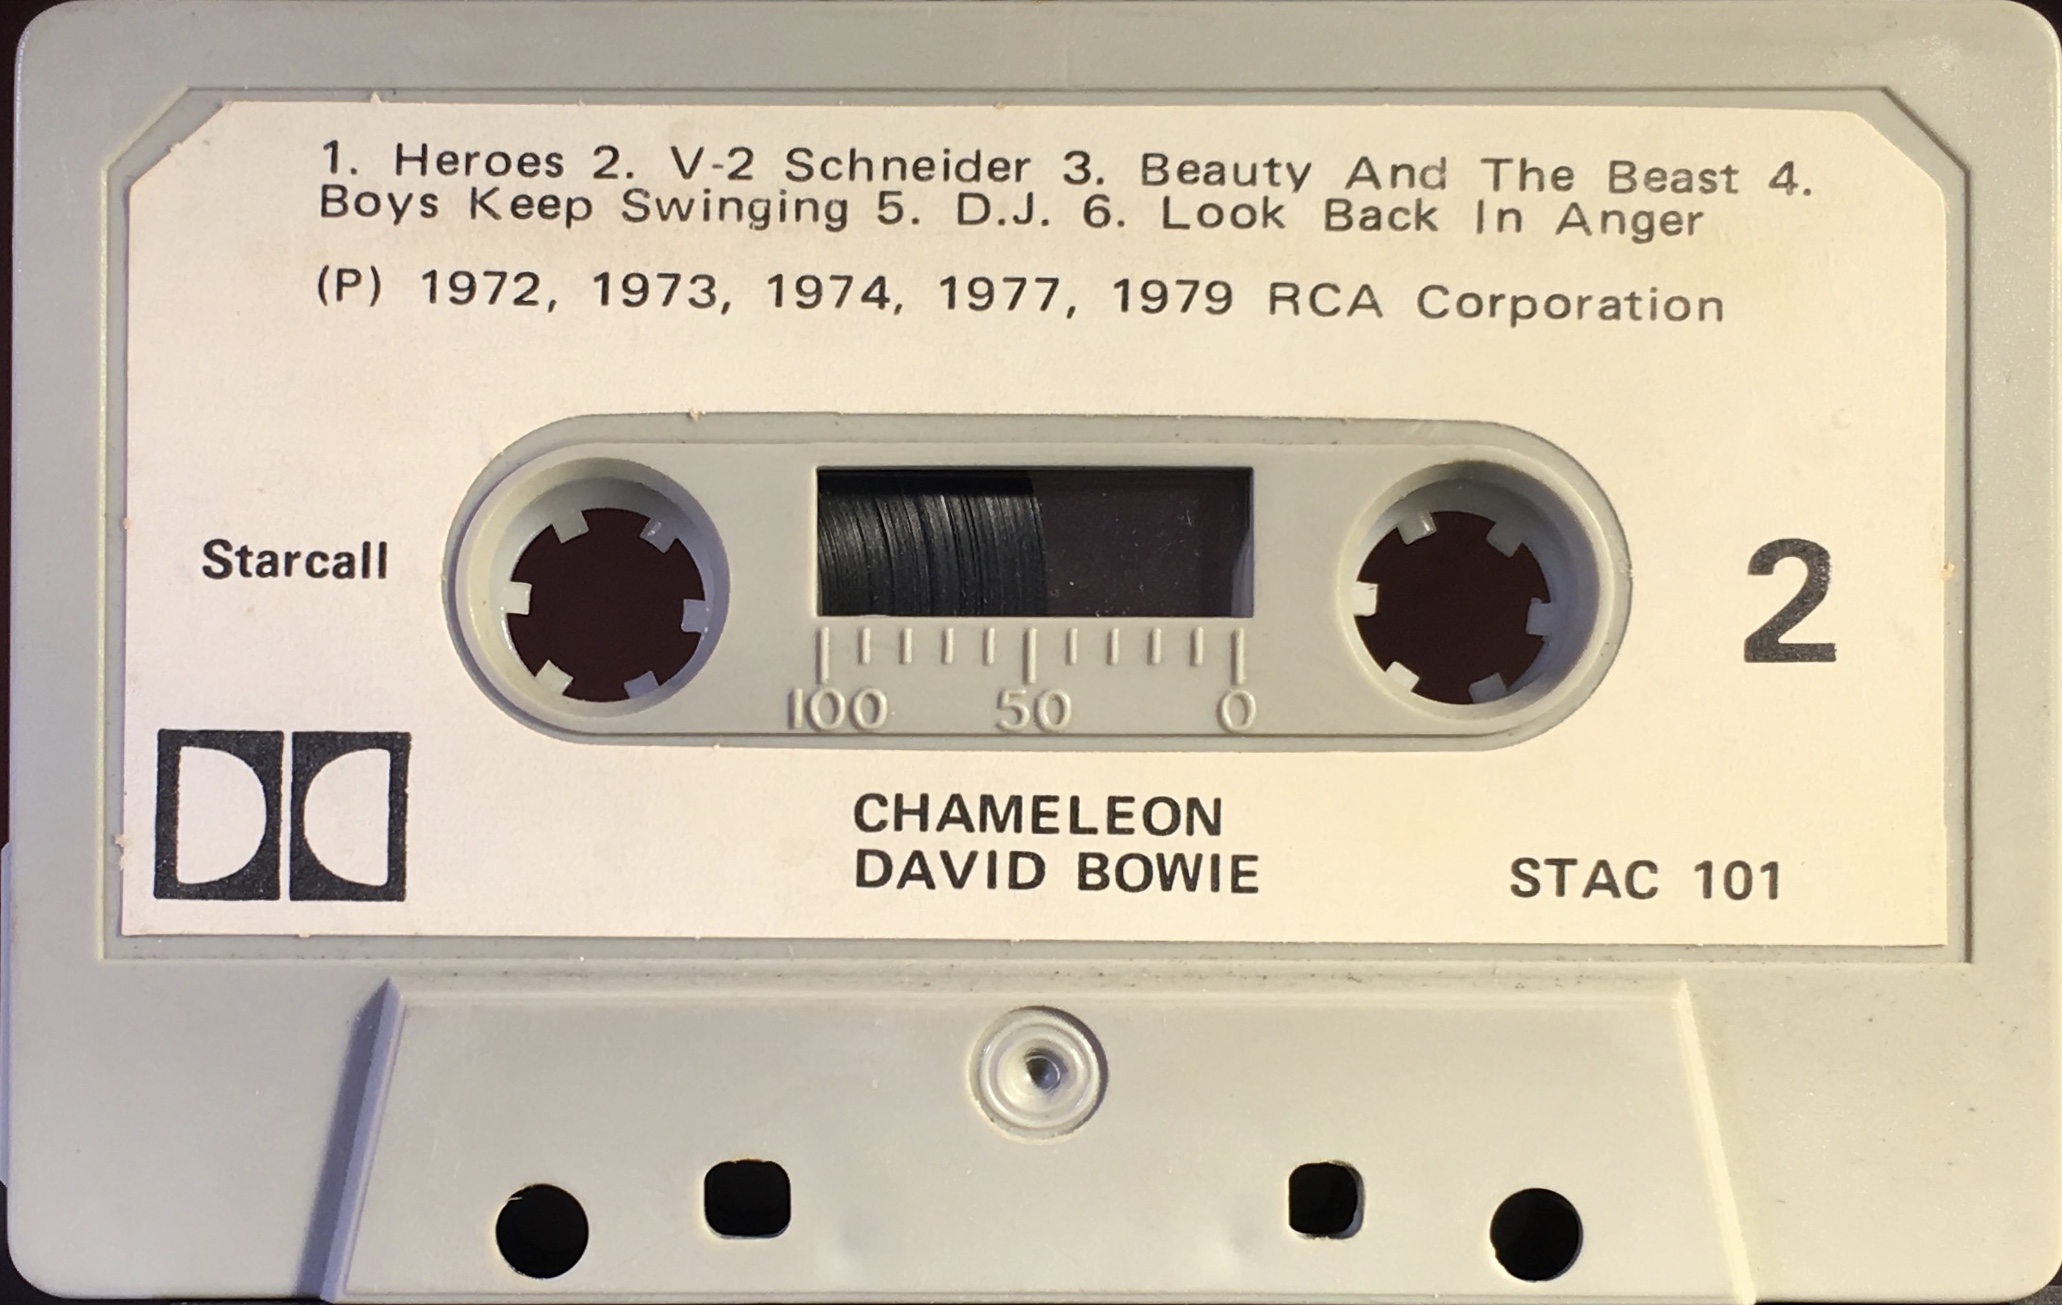 1. Heroes 2. V-2 Schneider 3. Beauty And The Beast 4.
Boys Keep Swinging 5. D.J. 6. Look Back In Anger
(P) 1972, 1973, 1974, 1977, 1979 RCA Corporation
Starcall
2
100 50 0
CHAMELEON
DAVID BOWIE
STAC 101